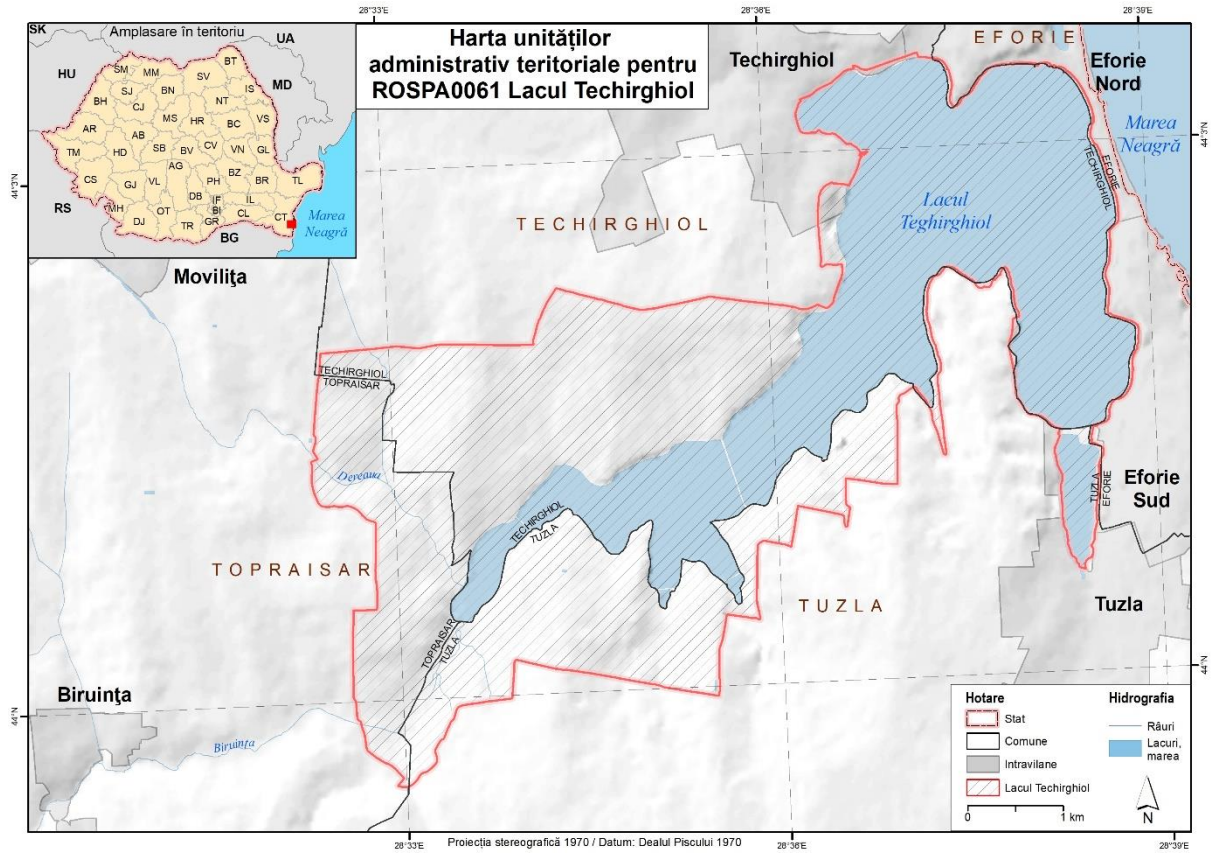 Amplasare în teritoriu
SK
UA
HU
MD
RS
BG
SM
MM
BT
SV
SJ
BN
IS
BH
CJ
NT
MS
HR
BC
VS
AR
AB
TM
HD
SB
BV
CV
VN
GL
AG
CS
GJ
VL
PH
BZ
BR
TL
DB
IF
IL
MH
OT
BI
DJ
TR
GR
CL
CT
Marea
Neagră
Harta unităților
administrativ teritoriale pentru
ROSPA0061 Lacul Techirghiol
28°33'E
28°39'E
Techirghiol
EFORIE
Eforie
Nord
Marea
Neagră
44°3'N
44°3'N
EFORIE
TECHIRGHIOL
Lacul
Teghirghiol
TECHIRGHIOL
Movilița
TECHIRGHIOL
TOPRAISAR
Dereaua
TECHIRGHIOL
TUZLA
TUZLA
EFORIE
Eforie
Sud
TOPRAISAR
TUZLA
Tuzla
TOPRAISAR
TUZLA
Biruința
Biruința
44°N
Hotare
Stat
Comune
Intravilane
Lacul Techirghiol
0
1 km
Hidrografia
Râuri
Lacuri,
marea
N
28°33'E
28°39'E
Proiecția stereografică 1970 / Datum: Dealul Piscului 1970